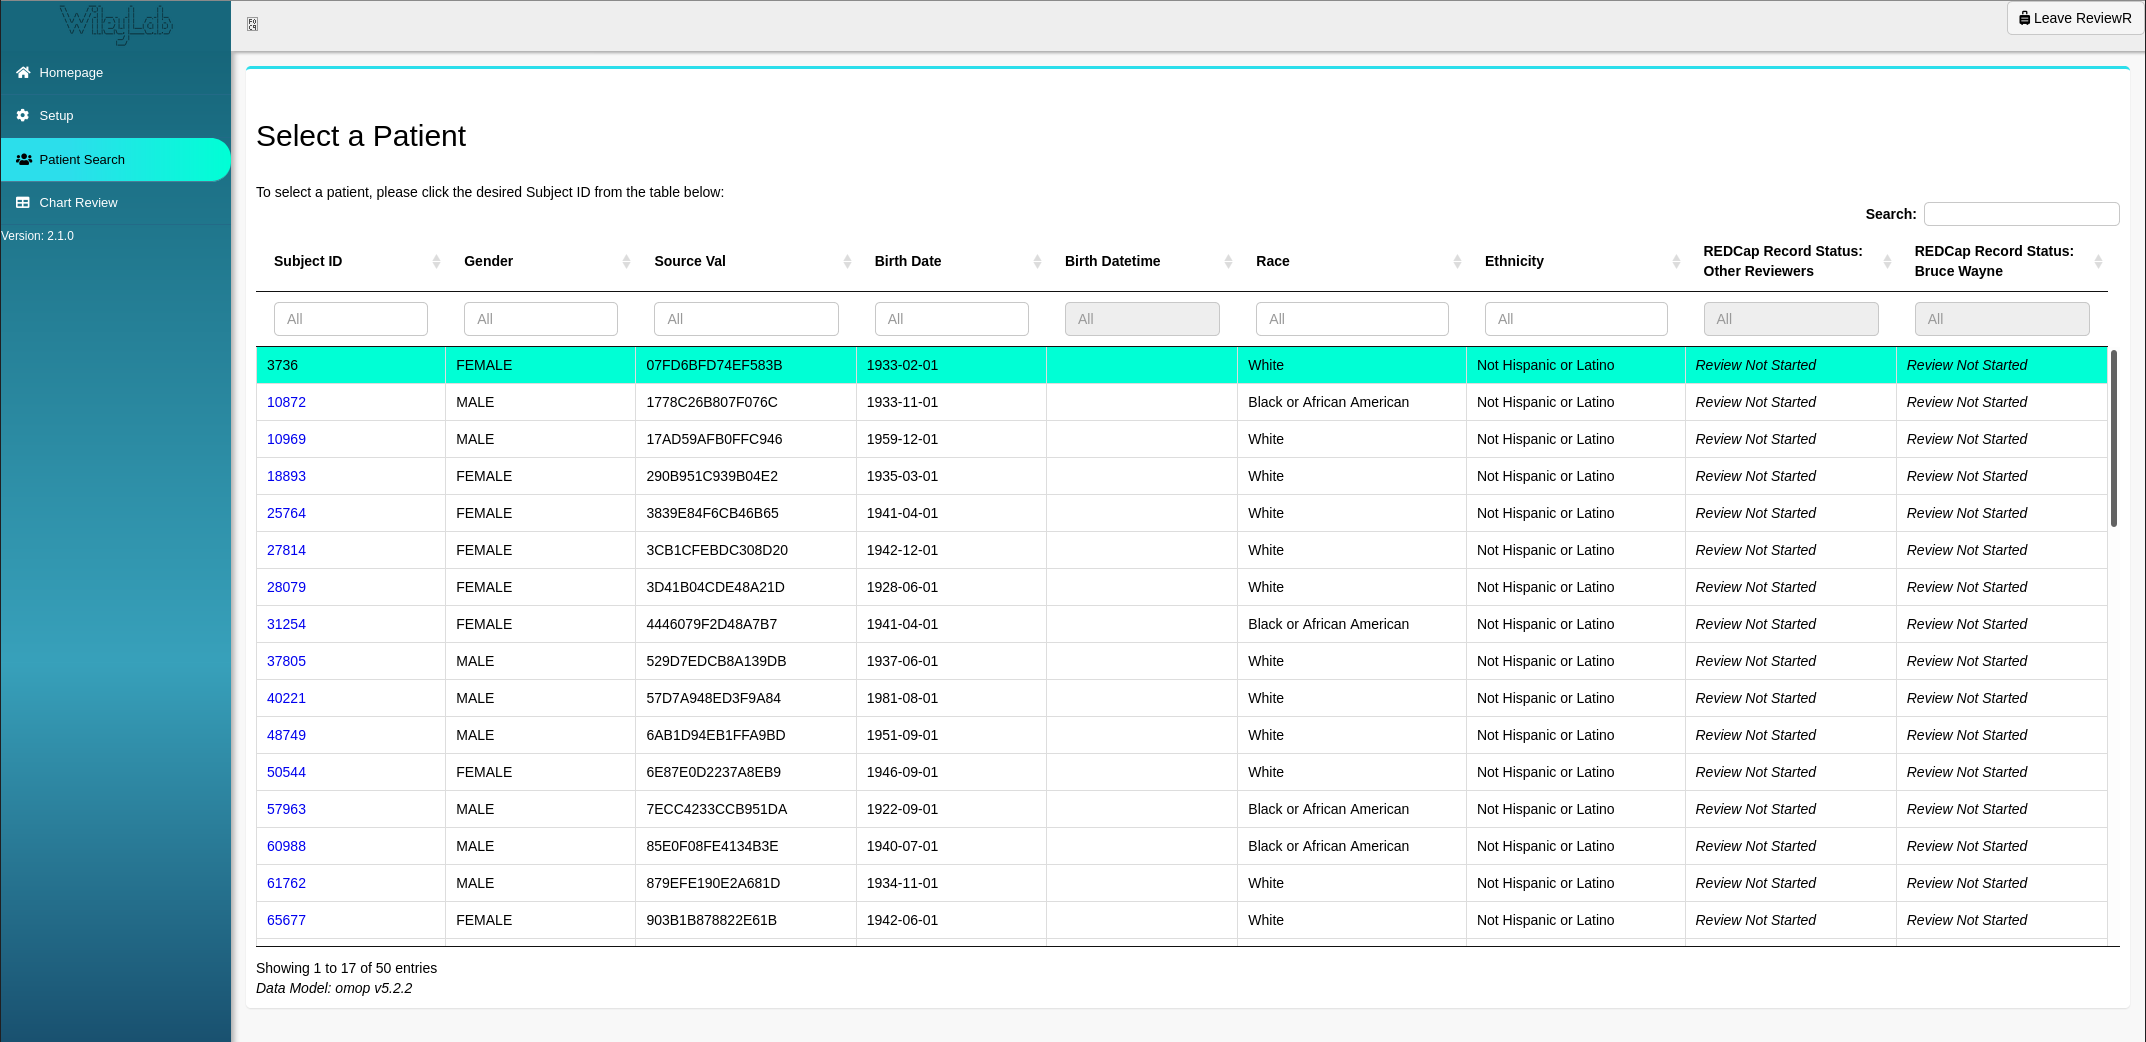 WileyLab
Leave ReviewR
Homepage
Setup
Patient Search
Chart Review
Version: 2.1.0
Select a Patient
To select a patient, please click the desired Subject ID from the table below:
Search:
Subject ID Gender Source Val Birth Date Birth Datetime Race Ethnicity REDCap Record Status: Other Reviewers REDCap Record Status: Bruce Wayne
All All All All All All All All All
3736 FEMALE 07FD6BFD74EF583B 1933-02-01 White Not Hispanic or Latino Review Not Started Review Not Started
10872 MALE 1778C26B807F076C 1933-11-01 Black or African American Not Hispanic or Latino Review Not Started Review Not Started
10969 MALE 17AD59AFB0FFC946 1959-12-01 White Not Hispanic or Latino Review Not Started Review Not Started
18893 FEMALE 290B951C939B04E2 1935-03-01 White Not Hispanic or Latino Review Not Started Review Not Started
25764 FEMALE 3839E84F6CB46B65 1941-04-01 White Not Hispanic or Latino Review Not Started Review Not Started
27814 FEMALE 3CB1CFEBDC308D20 1942-12-01 White Not Hispanic or Latino Review Not Started Review Not Started
28079 FEMALE 3D41B04CDE48A21D 1928-06-01 White Not Hispanic or Latino Review Not Started Review Not Started
31254 FEMALE 4446079F2D48A7B7 1941-04-01 Black or African American Not Hispanic or Latino Review Not Started Review Not Started
37805 MALE 529D7EDCB8A139DB 1937-06-01 White Not Hispanic or Latino Review Not Started Review Not Started
40221 MALE 57D7A948ED3F9A84 1981-08-01 White Not Hispanic or Latino Review Not Started Review Not Started
48749 MALE 6AB1D94EB1FFA9BD 1951-09-01 White Not Hispanic or Latino Review Not Started Review Not Started
50544 FEMALE 6E87E0D2237A8EB9 1946-09-01 White Not Hispanic or Latino Review Not Started Review Not Started
57963 MALE 7ECC4233CCB951DA 1922-09-01 Black or African American Not Hispanic or Latino Review Not Started Review Not Started
60988 MALE 85E0F08FE4134B3E 1940-07-01 Black or African American Not Hispanic or Latino Review Not Started Review Not Started
61762 MALE 879EFE190E2A681D 1934-11-01 White Not Hispanic or Latino Review Not Started Review Not Started
65677 FEMALE 903B1B878822E61B 1942-06-01 White Not Hispanic or Latino Review Not Started Review Not Started
Showing 1 to 17 of 50 entries
Data Model: omop v5.2.2